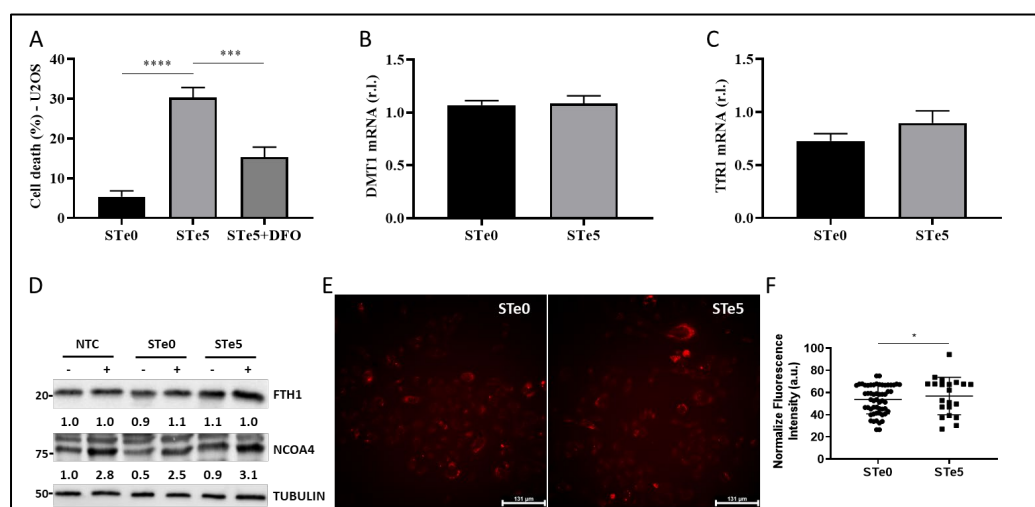 A
Cell death (%) - U2OS
40
30
20
10
0
****
***
STe0 STe5 STe5+DFO
B
DMT1 mRNA (r.l.)
1.5
1.0
0.5
0.0
STe0 STe5
C
TfR1 mRNA (r.l.)
1.5
1.0
0.5
0.0
STe0 STe5
D
NTC STe0 STe5
- + - + - +
20 FTH1
1.0 1.0 0.9 1.1 1.1 1.0
75 NCOA4
1.0 2.8 0.5 2.5 0.9 3.1
50 TUBULIN
E
STe0 STe5
131 µm 131 µm
F
Normalize Fluorescence
Intensity (a.u.)
100
80
60
40
20
0
*
STe0 STe5